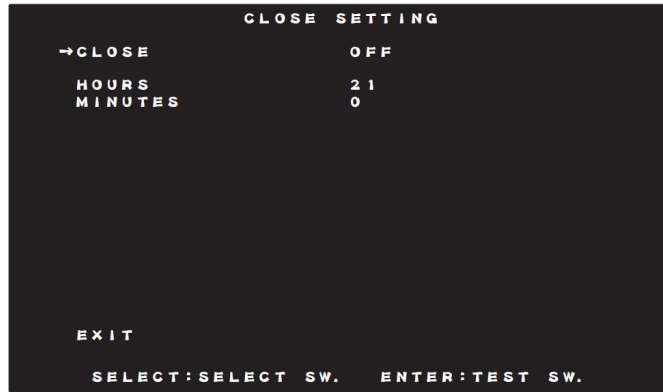 CLOSE SETTING
→CLOSE OFF
HOURS 21
MINUTES 0
EXIT
SELECT:SELECT SW. ENTER:TEST SW.